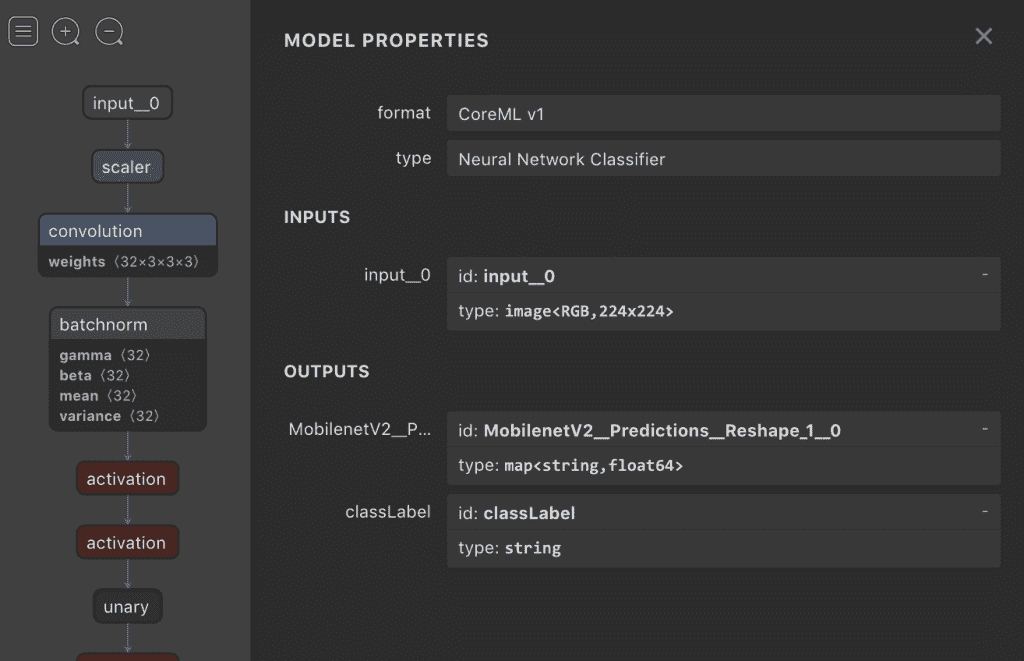 input__0
scaler
convolution
weights ⟨32×3×3×3⟩
batchnorm
gamma ⟨32⟩
beta ⟨32⟩
mean ⟨32⟩
variance ⟨32⟩
activation
activation
unary
MODEL PROPERTIES
format CoreML v1
type Neural Network Classifier
INPUTS
input__0 id: input__0 -
type: image<RGB,224x224>
OUTPUTS
MobilenetV2__P... id: MobilenetV2__Predictions__Reshape_1__0 -
type: map<string,float64>
classLabel id: classLabel -
type: string